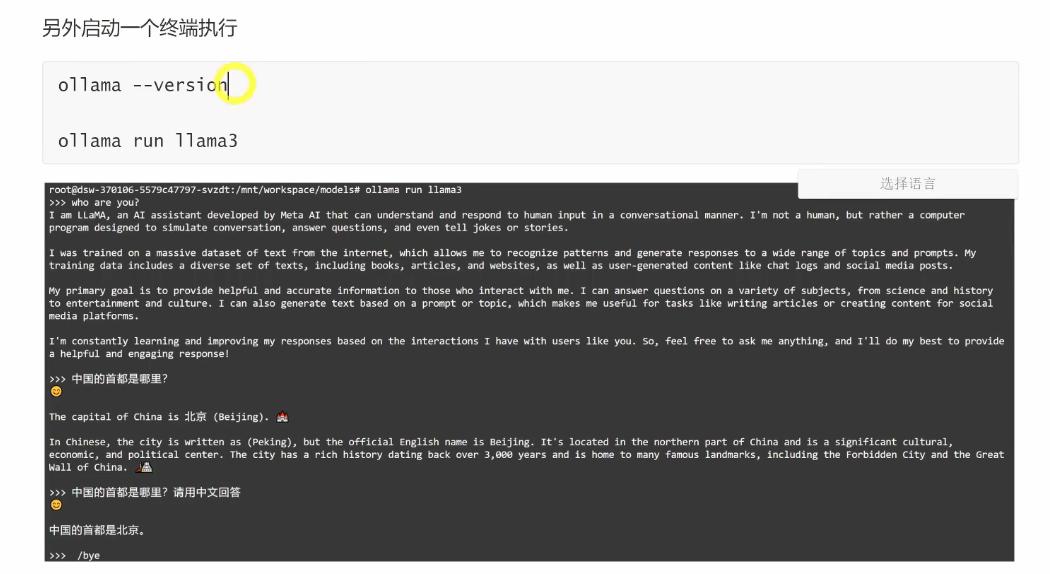 另外启动一个终端执行
ollama --version
ollama run llama3
选择语言
root@dsw-370106-5579c47797-svzdt:/mnt/workspace/models# ollama run llama3
>>> who are you?
I am LLaMA, an AI assistant developed by Meta AI that can understand and respond to human input in a conversational manner. I'm not a human, but rather a computer
program designed to simulate conversation, answer questions, and even tell jokes or stories.
I was trained on a massive dataset of text from the internet, which allows me to recognize patterns and generate responses to a wide range of topics and prompts. My
training data includes a diverse set of texts, including books, articles, and websites, as well as user-generated content like chat logs and social media posts.
My primary goal is to provide helpful and accurate information to those who interact with me. I can answer questions on a variety of subjects, from science and history
to entertainment and culture. I can also generate text based on a prompt or topic, which makes me useful for tasks like writing articles or creating content for social
media platforms.
I'm constantly learning and improving my responses based on the interactions I have with users like you. So, feel free to ask me anything, and I'll do my best to provide
a helpful and engaging response!
>>> 中国的首都是哪里?
😊
The capital of China is 北京 (Beijing). 🏯
In Chinese, the city is written as (Peking), but the official English name is Beijing. It's located in the northern part of China and is a significant cultural,
economic, and political center. The city has a rich history dating back over 3,000 years and is home to many famous landmarks, including the Forbidden City and the Great
Wall of China.
>>> 中国的首都是哪里? 请用中文回答
😊
中国的首都是北京。
>>> /bye